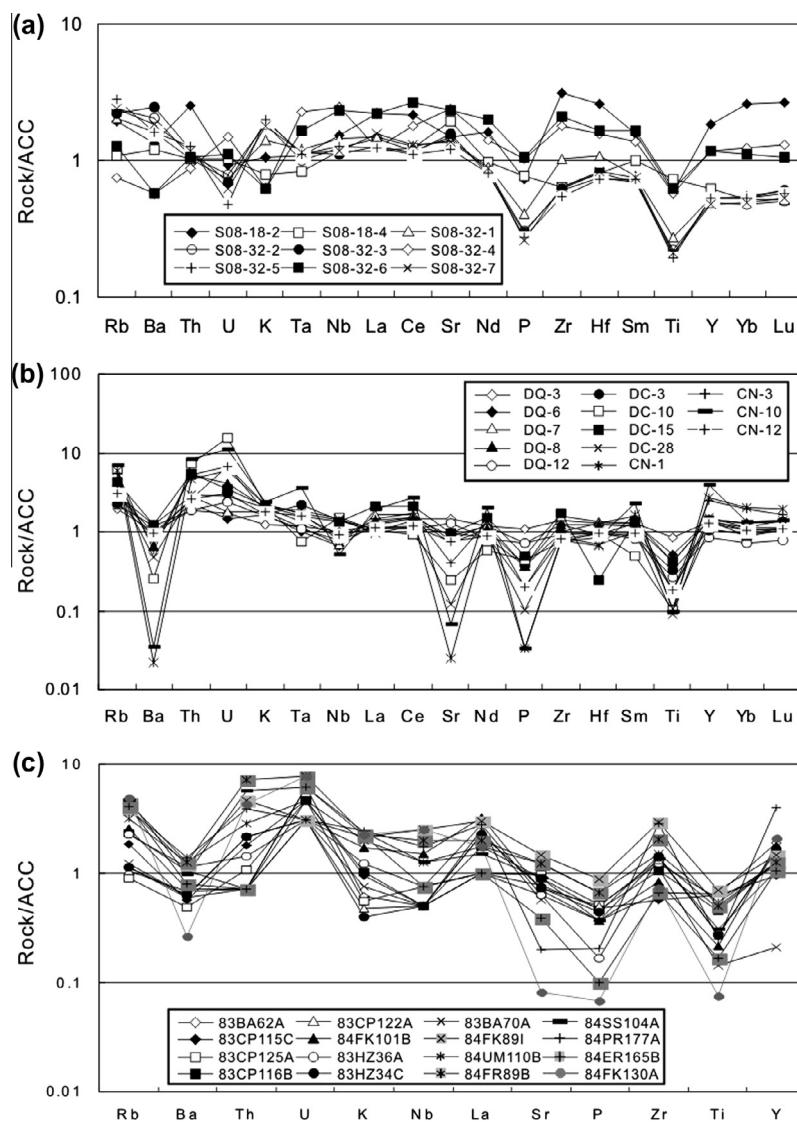 (a)
10
1
0.1
Rock/ACC
S08-18-2 S08-18-4 S08-32-1
S08-32-2 S08-32-3 S08-32-4
S08-32-5 S08-32-6 S08-32-7
Rb Ba Th U K Ta Nb La Ce Sr Nd P Zr Hf Sm Ti Y Yb Lu
(b)
100
10
1
0.1
0.01
Rock/ACC
DQ-3 DC-3 CN-3
DQ-6 DC-10 CN-10
DQ-7 DC-15 CN-12
DQ-8 DC-28
DQ-12 CN-1
Rb Ba Th U K Ta Nb La Ce Sr Nd P Zr Hf Sm Ti Y Yb Lu
(c)
10
1
0.1
0.01
Rock/ACC
83BA62A 83CP122A 83BA70A 84SS104A
83CP115C 84FK101B 84FK89I 84PR177A
83CP125A 83HZ36A 84UM110B 84ER165B
83CP116B 83HZ34C 84FR89B 84FK130A
Rb Ba Th U K Nb La Sr P Zr Ti Y